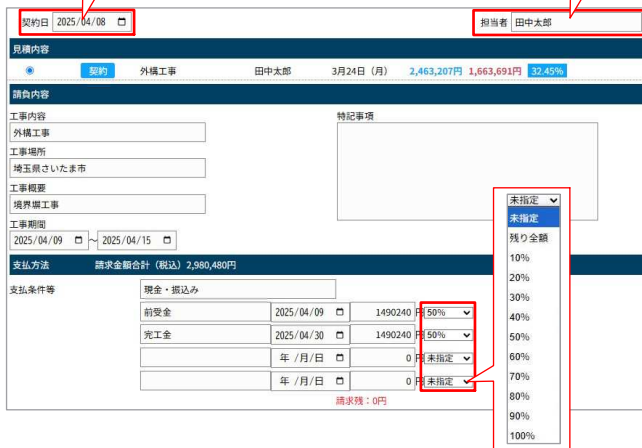 契約日 2025/04/08 担当者 田中太郎
見積内容
契約 外構工事 田中太郎 3月24日（月） 2,463,207円 1,663,691円 32.45%
請負内容
工事内容 特記事項
外構工事
工事場所
埼玉県さいたま市
工事概要
境界塀工事
工事期間
2025/04/09 ～ 2025/04/15
支払方法 請求金額合計（税込）2,980,480円
支払条件等 現金・振込み
前受金 2025/04/09 1490240 円 50%
完工金 2025/04/30 1490240 円 50%
年 /月/日 0 円 未指定
年 /月/日 0 円 未指定
請求残：0円
未指定
未指定
残り全額
10%
20%
30%
40%
50%
60%
70%
80%
90%
100%